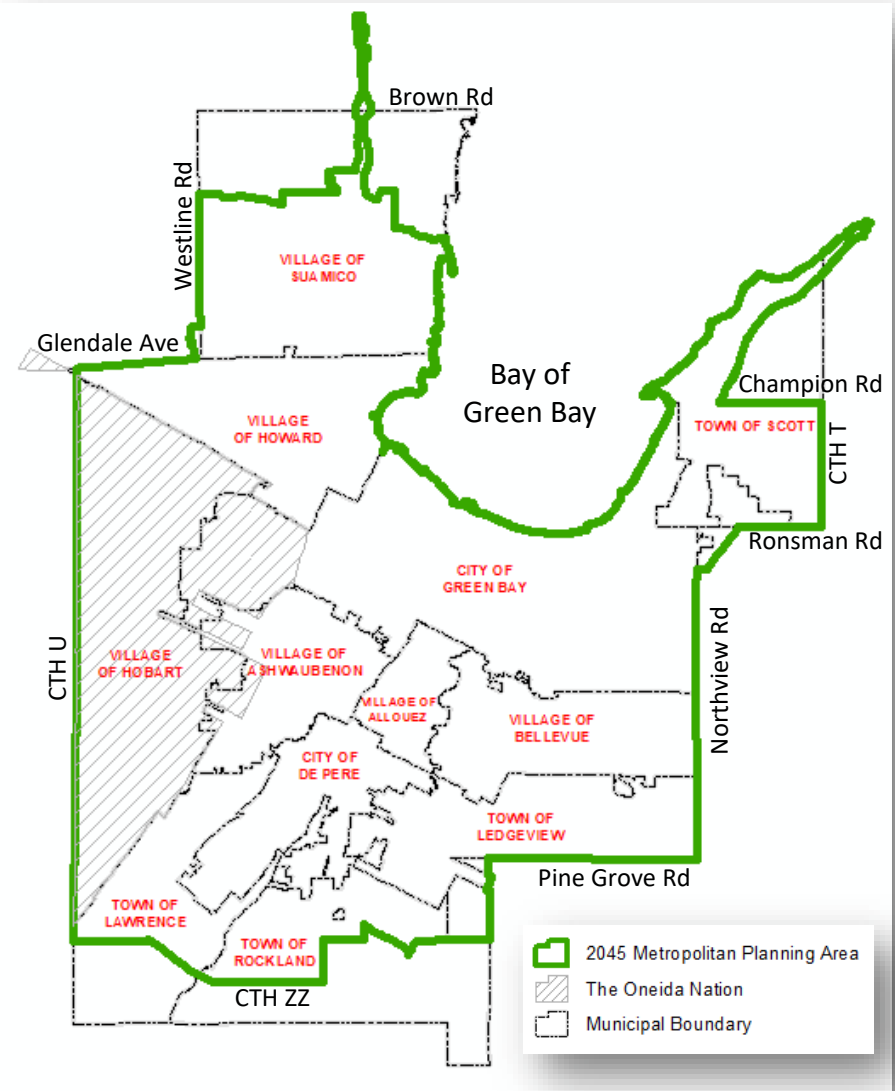 Brown Rd
Westline Rd
VILLAGE OF
SUAMICO
Glendale Ave
Bay of
Green Bay
Champion Rd
VILLAGE
OF HOWARD
TOWN OF SCOTT
CTH T
Ronsman Rd
CITY OF
GREEN BAY
CTH U
VILLAGE
OF HOBART
VILLAGE OF
ASHWAUBENON
Northview Rd
VILLAGE OF
ALLOUEZ
VILLAGE OF
BELLEVUE
CITY OF
DE PERE
TOWN OF
LEDGEVIEW
Pine Grove Rd
TOWN OF
LAWRENCE
TOWN OF
ROCKLAND
CTH ZZ
2045 Metropolitan Planning Area
The Oneida Nation
Municipal Boundary